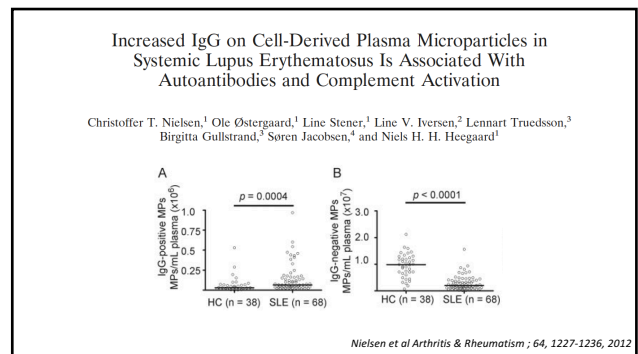 Increased IgG on Cell-Derived Plasma Microparticles in
Systemic Lupus Erythematosus Is Associated With
Autoantibodies and Complement Activation
Christoffer T. Nielsen,¹ Ole Østergaard,¹ Line Stener,¹ Line V. Iversen,² Lennart Truedsson,³
Birgitta Gullstrand,³ Søren Jacobsen,⁴ and Niels H. H. Heegaard¹
A
p = 0.0004
IgG-positive MPs
MPs/mL plasma (x10⁶)
1.0
0.75
0.5
0.25
HC (n = 38) SLE (n = 68)
B
p < 0.0001
IgG-negative MPs
MPs/mL plasma (x10⁷)
3.0
2.0
1.0
HC (n = 38) SLE (n = 68)
Nielsen et al Arthritis & Rheumatism ; 64, 1227-1236, 2012